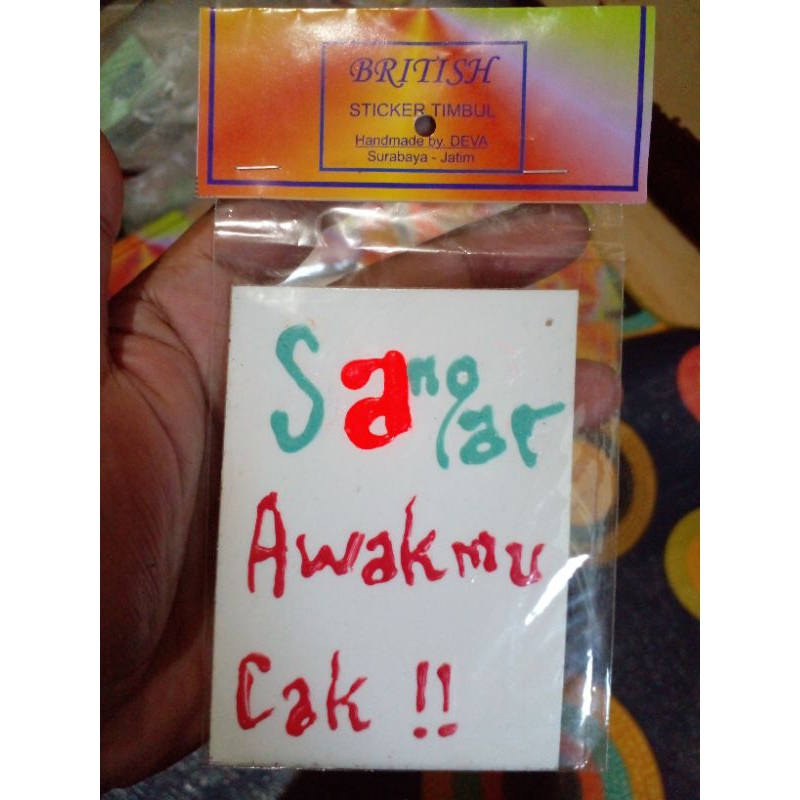 BRITISH
STICKER TIMBUL
Handmade by. DEVA
Surabaya - Jatim
Sangar
Awakmu
Cak !!